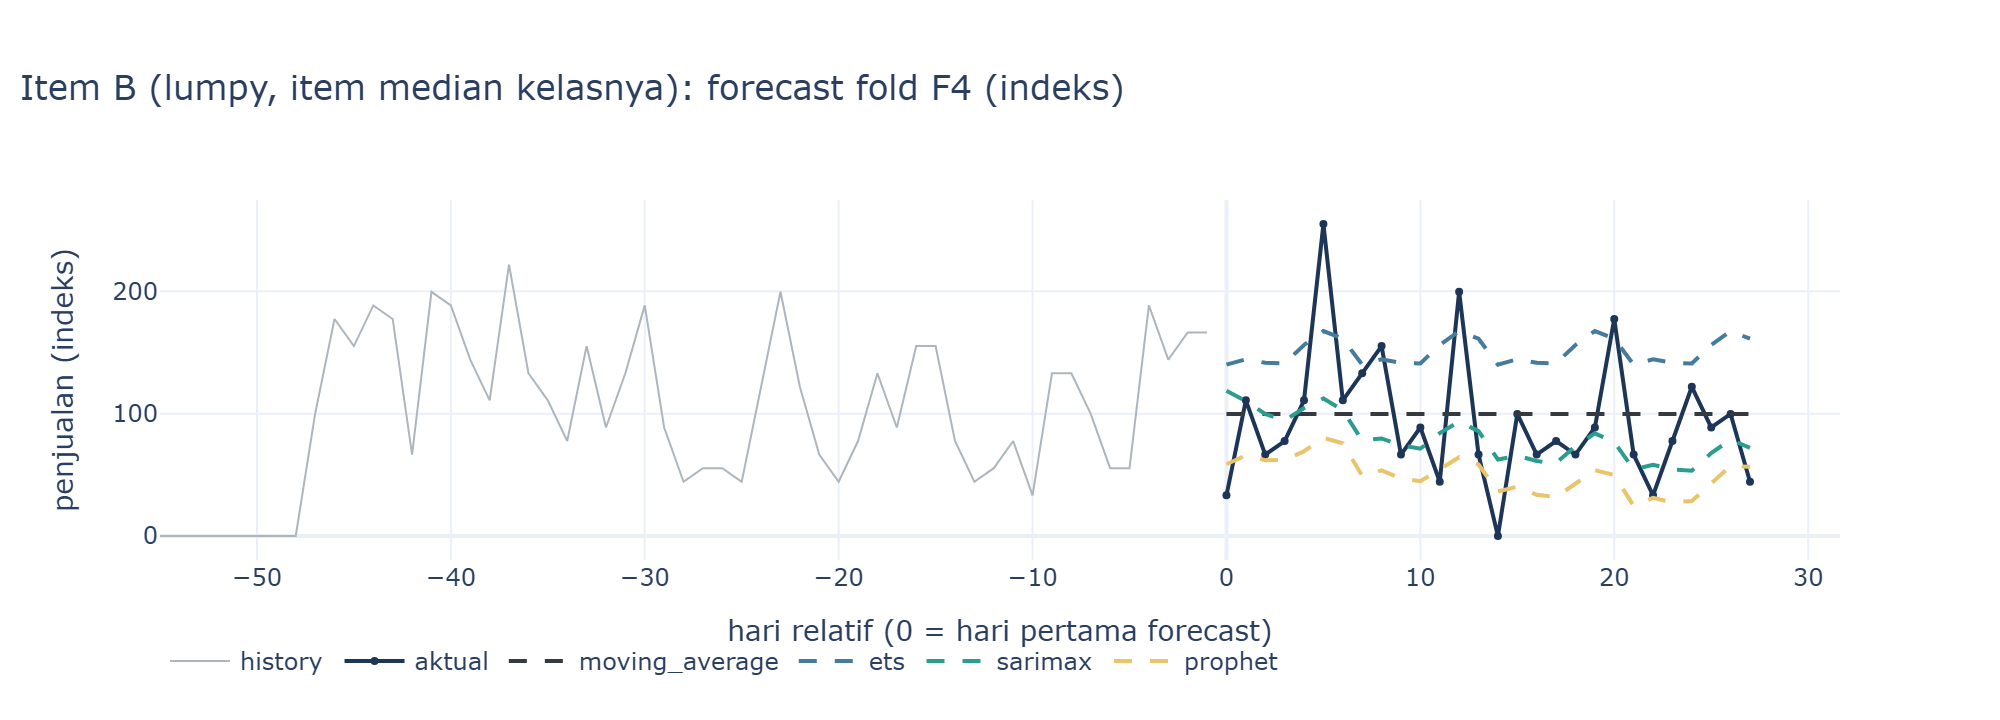 Item B (lumpy, item median kelasnya): forecast fold F4 (indeks)
penjualan (indeks)
200
100
0
−50 −40 −30 −20 −10 0 10 20 30
hari relatif (0 = hari pertama forecast)
history aktual moving_average ets sarimax prophet